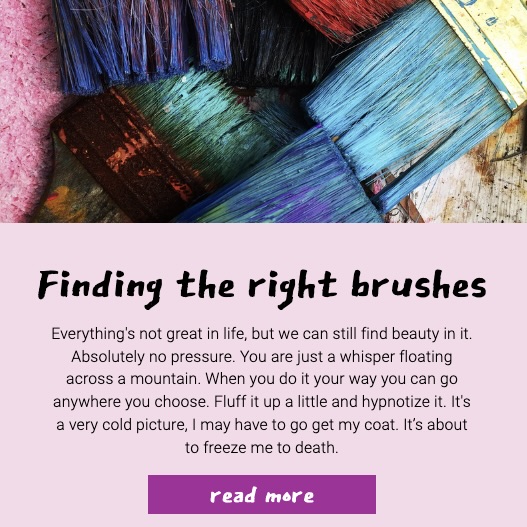 Finding the right brushes
Everything's not great in life, but we can still find beauty in it.
Absolutely no pressure. You are just a whisper floating
across a mountain. When you do it your way you can go
anywhere you choose. Fluff it up a little and hypnotize it. It's
a very cold picture, I may have to go get my coat. It’s about
to freeze me to death.
read more